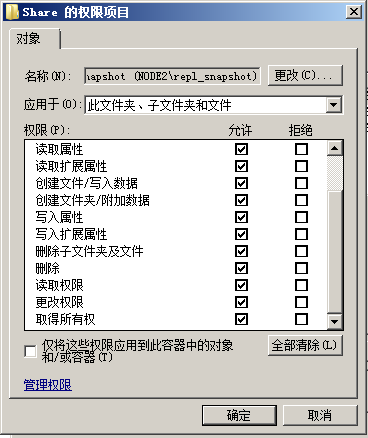 Share 的权限项目
对象
名称(N): napshot (NODE2\repl_snapshot) 更改(C)...
应用于(O): 此文件夹、子文件夹和文件
权限(P): 允许 拒绝
读取属性
读取扩展属性
创建文件/写入数据
创建文件夹/附加数据
写入属性
写入扩展属性
删除子文件夹及文件
删除
读取权限
更改权限
取得所有权
仅将这些权限应用到此容器中的对象 全部清除(L)
和/或容器(T)
管理权限
确定 取消